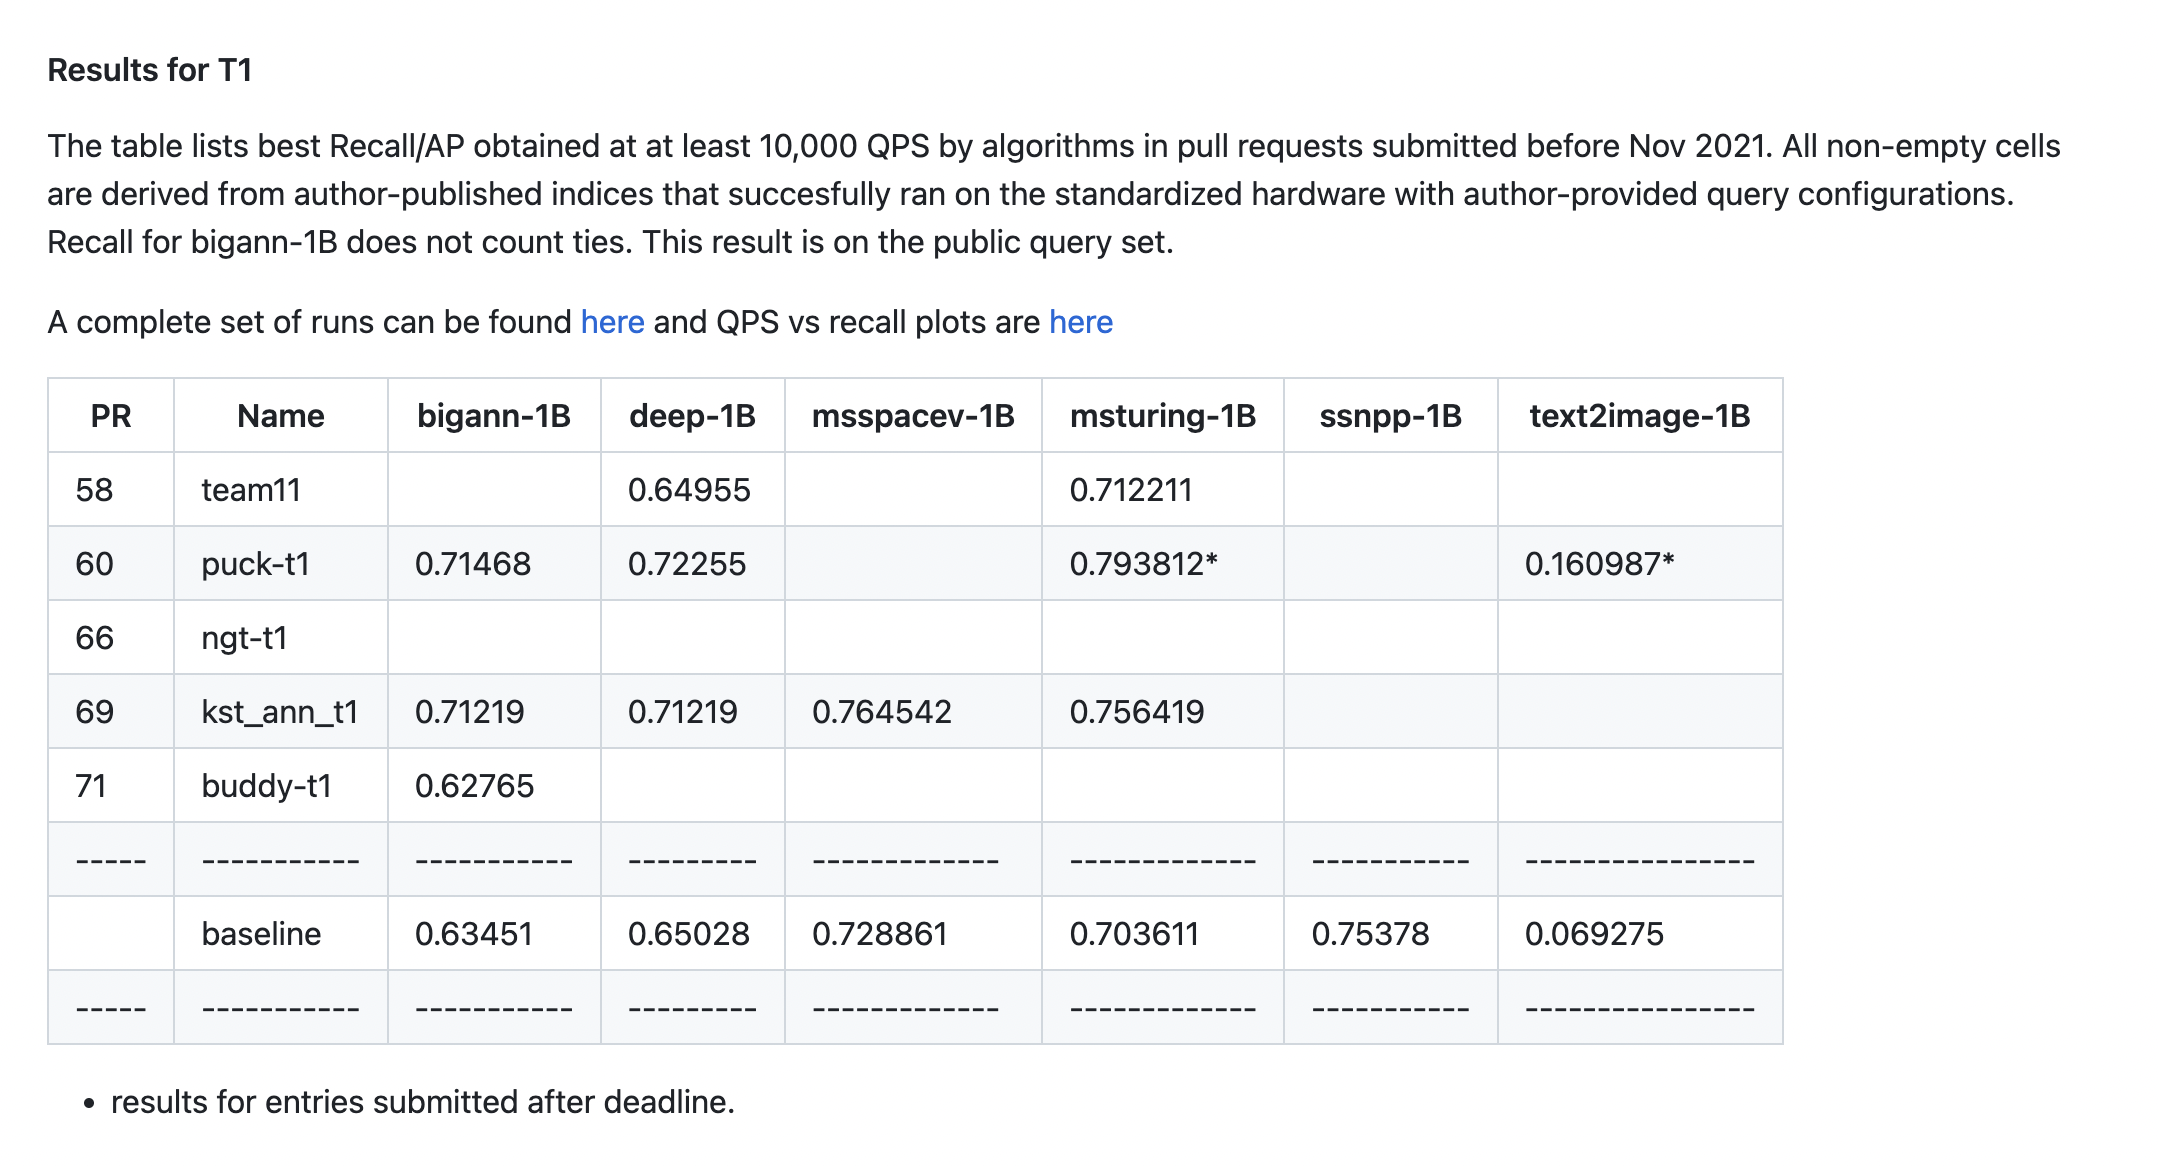 Results for T1
The table lists best Recall/AP obtained at at least 10,000 QPS by algorithms in pull requests submitted before Nov 2021. All non-empty cells
are derived from author-published indices that succesfully ran on the standardized hardware with author-provided query configurations.
Recall for bigann-1B does not count ties. This result is on the public query set.
A complete set of runs can be found here and QPS vs recall plots are here
PR Name bigann-1B deep-1B msspacev-1B msturing-1B ssnpp-1B text2image-1B
58 team11 0.64955 0.712211
60 puck-t1 0.71468 0.72255 0.793812* 0.160987*
66 ngt-t1
69 kst_ann_t1 0.71219 0.71219 0.764542 0.756419
71 buddy-t1 0.62765
----- ----------- ----------- --------- ------------- ------------- ----------- ----------------
baseline 0.63451 0.65028 0.728861 0.703611 0.75378 0.069275
----- ----------- ----------- --------- ------------- ------------- ----------- ----------------
• results for entries submitted after deadline.